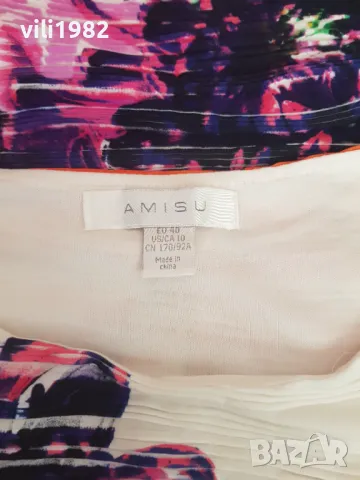 vili1982
AMISU
EU 40
US/CA 10
CN 170/92A
Made in
china
BAZAR